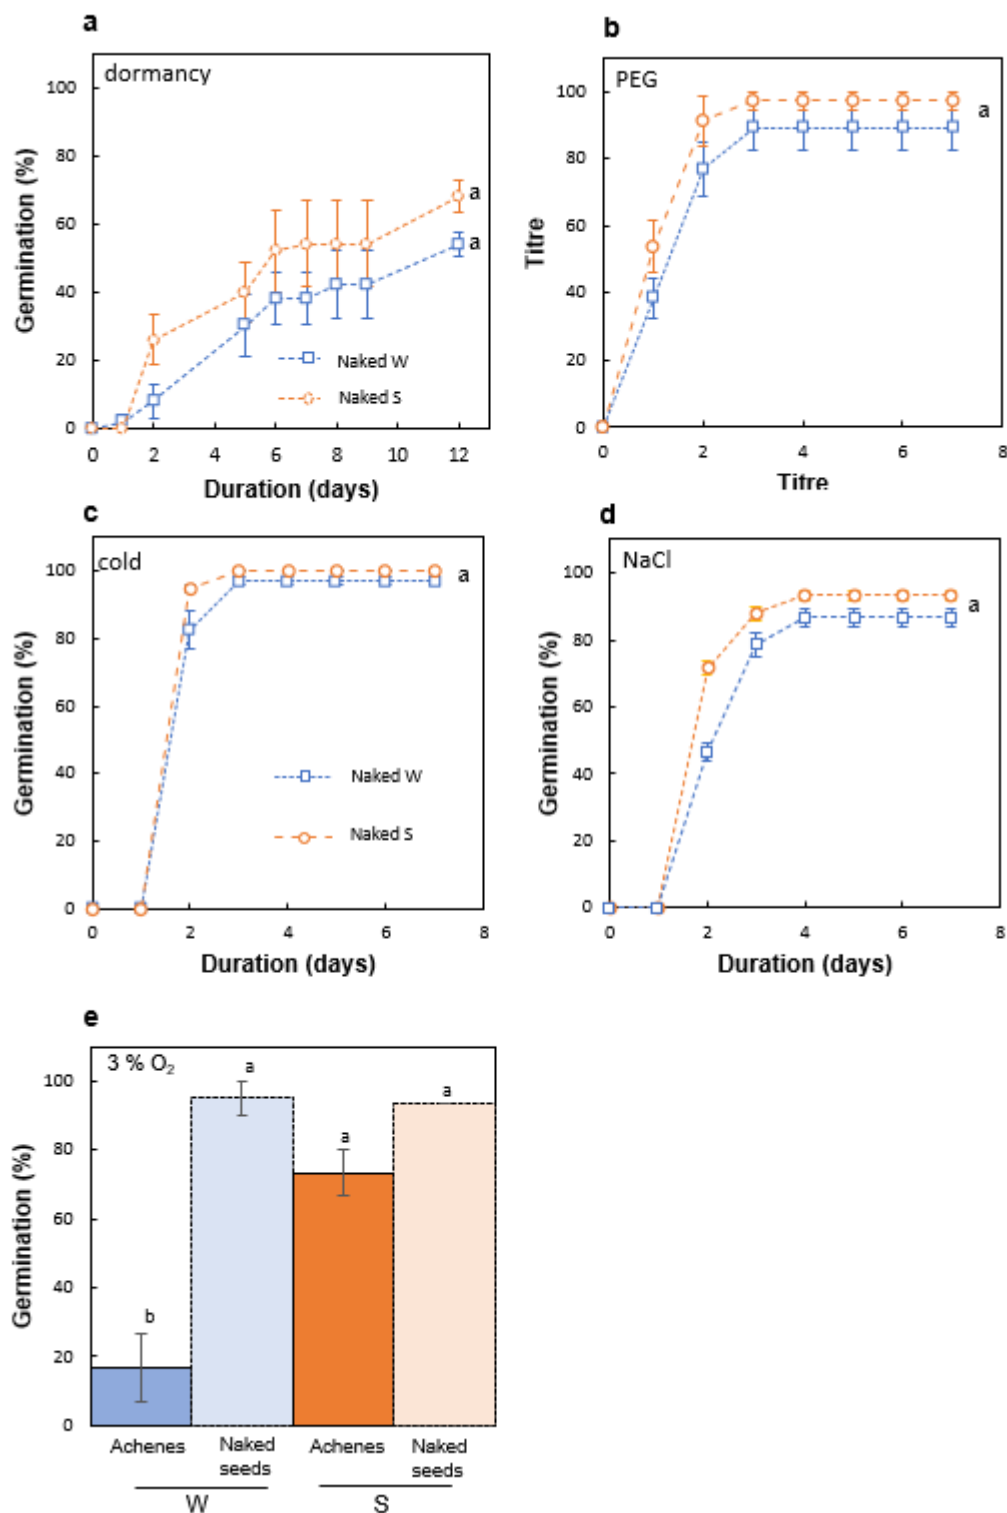 a
dormancy
100
80
60
40
20
0
Germination (%)
a
a
Naked W
Naked S
0 2 4 6 8 10 12
Duration (days)
b
PEG
100
80
60
40
20
0
Titre
a
0 2 4 6 8
Titre
c
cold
100
80
60
40
20
0
Germination (%)
a
Naked W
Naked S
0 2 4 6 8
Duration (days)
d
NaCl
100
80
60
40
20
0
Germination (%)
a
0 2 4 6 8
Duration (days)
e
3 % O₂
100
80
60
40
20
0
Germination (%)
b
a
a
a
Achenes Naked seeds Achenes Naked seeds
W S